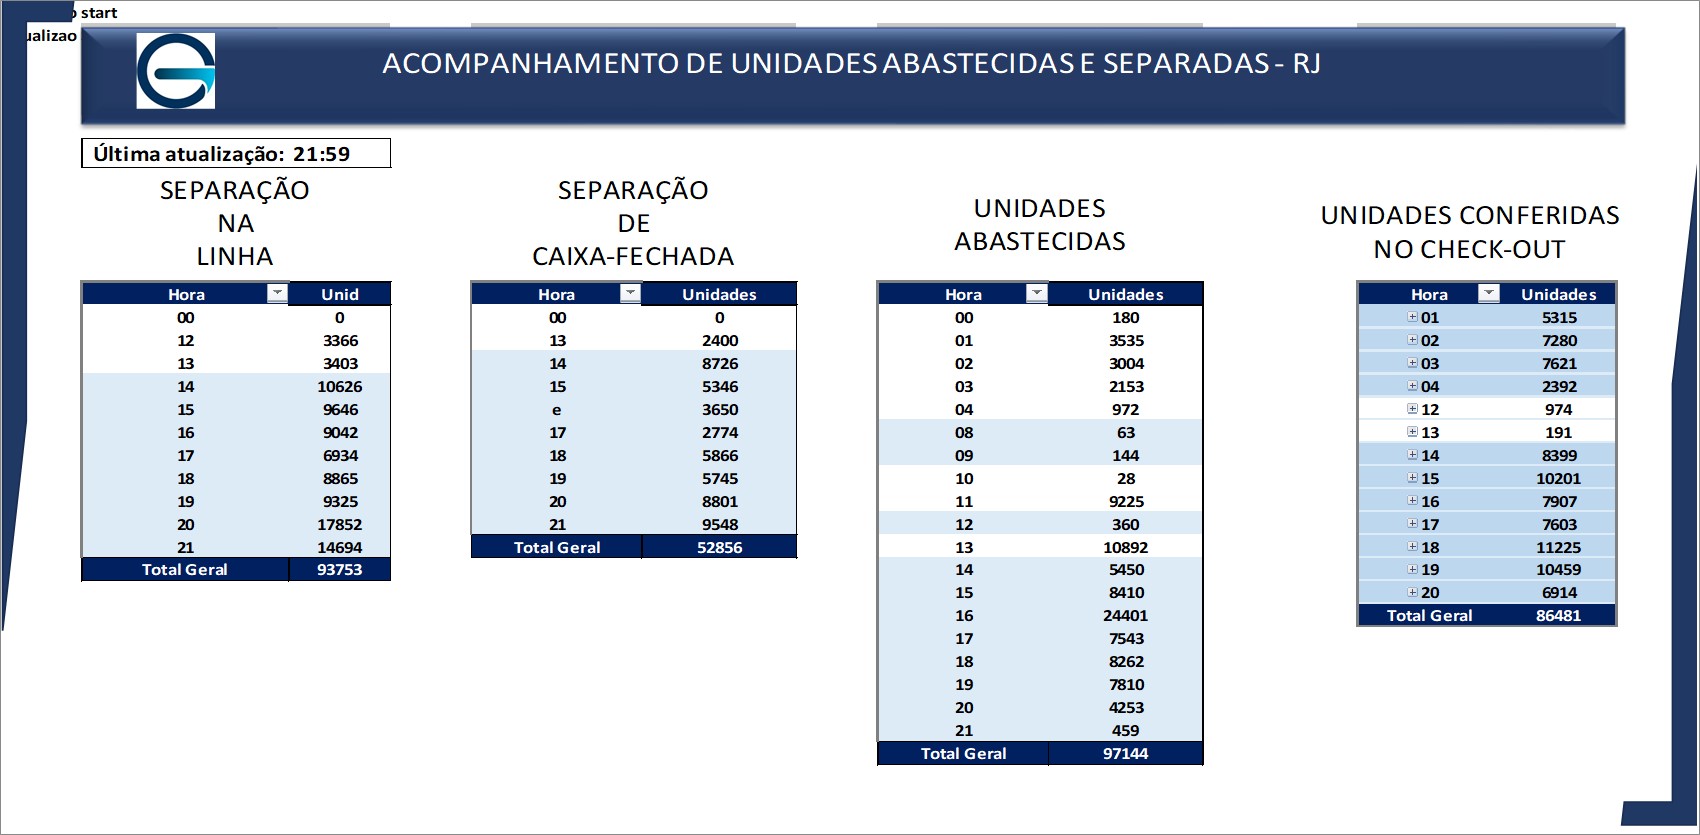 start
ualizao
ACOMPANHAMENTO DE UNIDADES ABASTECIDAS E SEPARADAS - RJ
Última atualização: 21:59
SEPARAÇÃO
NA
LINHA
Hora Unid
00 0
12 3366
13 3403
14 10626
15 9646
16 9042
17 6934
18 8865
19 9325
20 17852
21 14694
Total Geral 93753
SEPARAÇÃO
DE
CAIXA-FECHADA
Hora Unidades
00 0
13 2400
14 8726
15 5346
e 3650
17 2774
18 5866
19 5745
20 8801
21 9548
Total Geral 52856
UNIDADES
ABASTECIDAS
Hora Unidades
00 180
01 3535
02 3004
03 2153
04 972
08 63
09 144
10 28
11 9225
12 360
13 10892
14 5450
15 8410
16 24401
17 7543
18 8262
19 7810
20 4253
21 459
Total Geral 97144
UNIDADES CONFERIDAS
NO CHECK-OUT
Hora Unidades
01 5315
02 7280
03 7621
04 2392
12 974
13 191
14 8399
15 10201
16 7907
17 7603
18 11225
19 10459
20 6914
Total Geral 86481